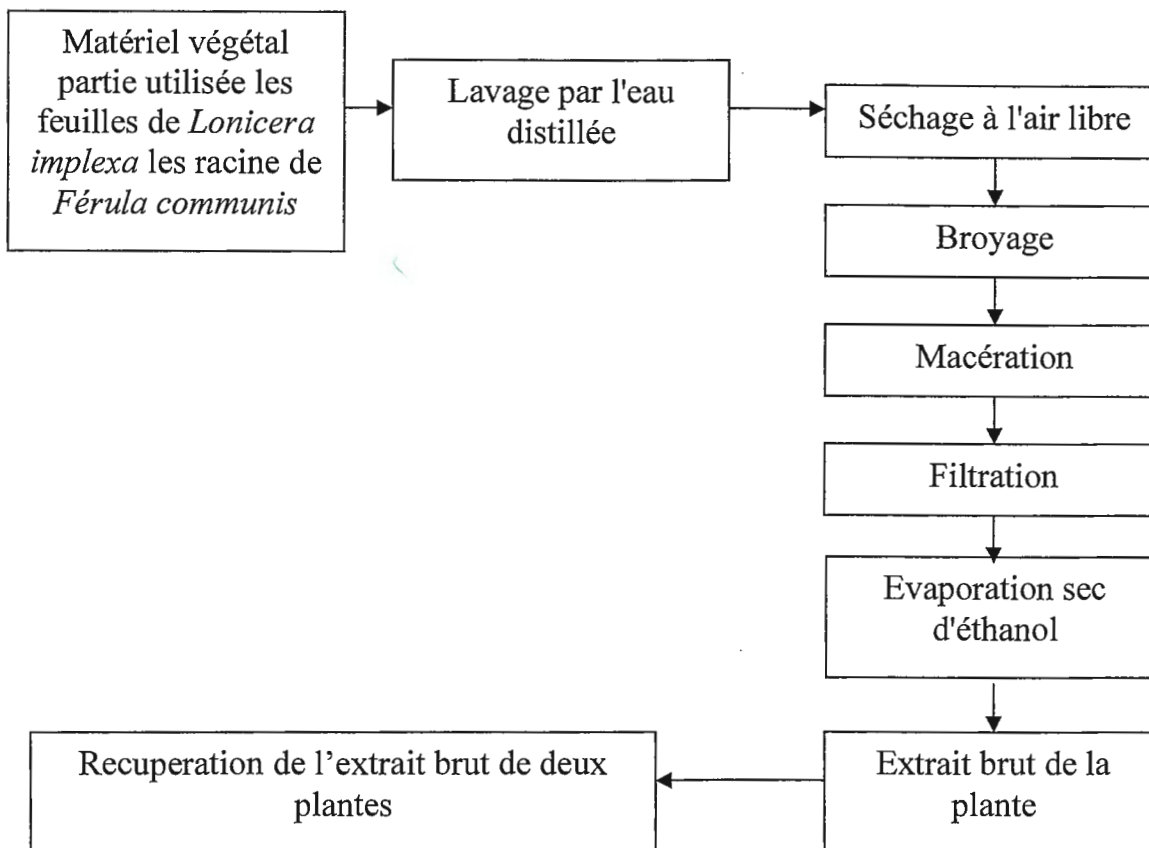 Matériel végétal
partie utilisée les
feuilles de Lonicera
implexa les racine de
Férula communis
Lavage par l'eau
distillée
Séchage à l'air libre
Broyage
Macération
Filtration
Evaporation sec
d'éthanol
Extrait brut de la
plante
Recuperation de l’extrait brut de deux
plantes